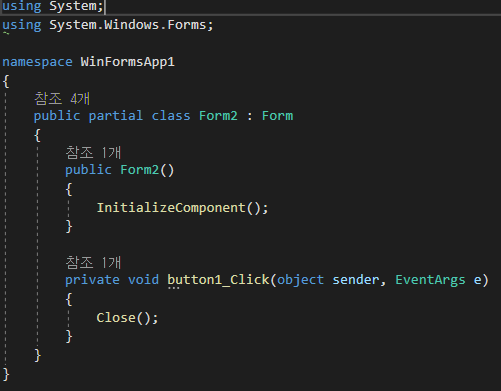 using System;
using System.Windows.Forms;
namespace WinFormsApp1
{
참조 4개
public partial class Form2 : Form
{
참조 1개
public Form2()
{
InitializeComponent();
}
참조 1개
private void button1_Click(object sender, EventArgs e)
{
Close();
}
}
}